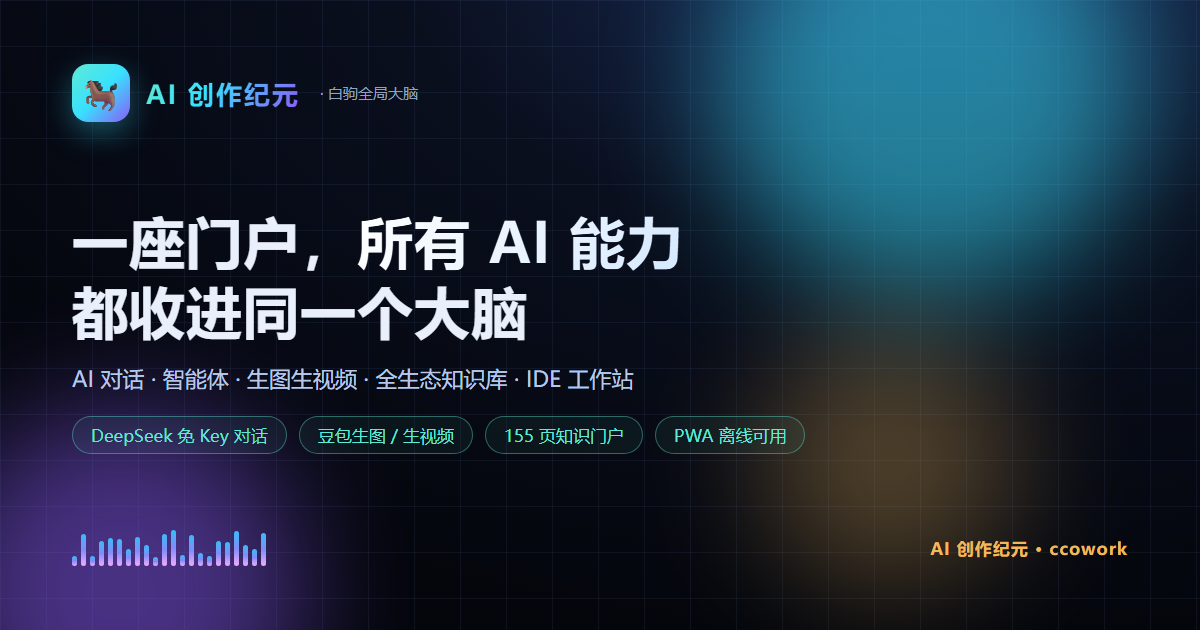 AI 创作纪元 · 白驹全局大脑
一座门户，所有 AI 能力
都收进同一个大脑
AI 对话 · 智能体 · 生图生视频 · 全生态知识库 · IDE 工作站
DeepSeek 免 Key 对话 豆包生图 / 生视频 155 页知识门户 PWA 离线可用
AI 创作纪元 • ccowork